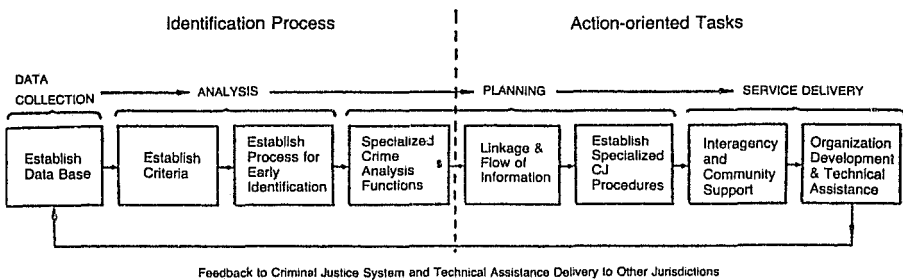 Identification Process
Action-oriented Tasks
DATA
COLLECTION
ANALYSIS
PLANNING
SERVICE DELIVERY
Establish
Data Base
Establish
Criteria
Establish
Process for
Early
Identification
Specialized
Crime
Analysis
Functions
s
Linkage &
Flow of
Information
Establish
Specialized
CJ
Procedures
Interagency
and
Community
Support
Organization
Development
& Technical
Assistance
Feedback to Criminal Justice System and Technical Assistance Delivery to Other Jurisdictions